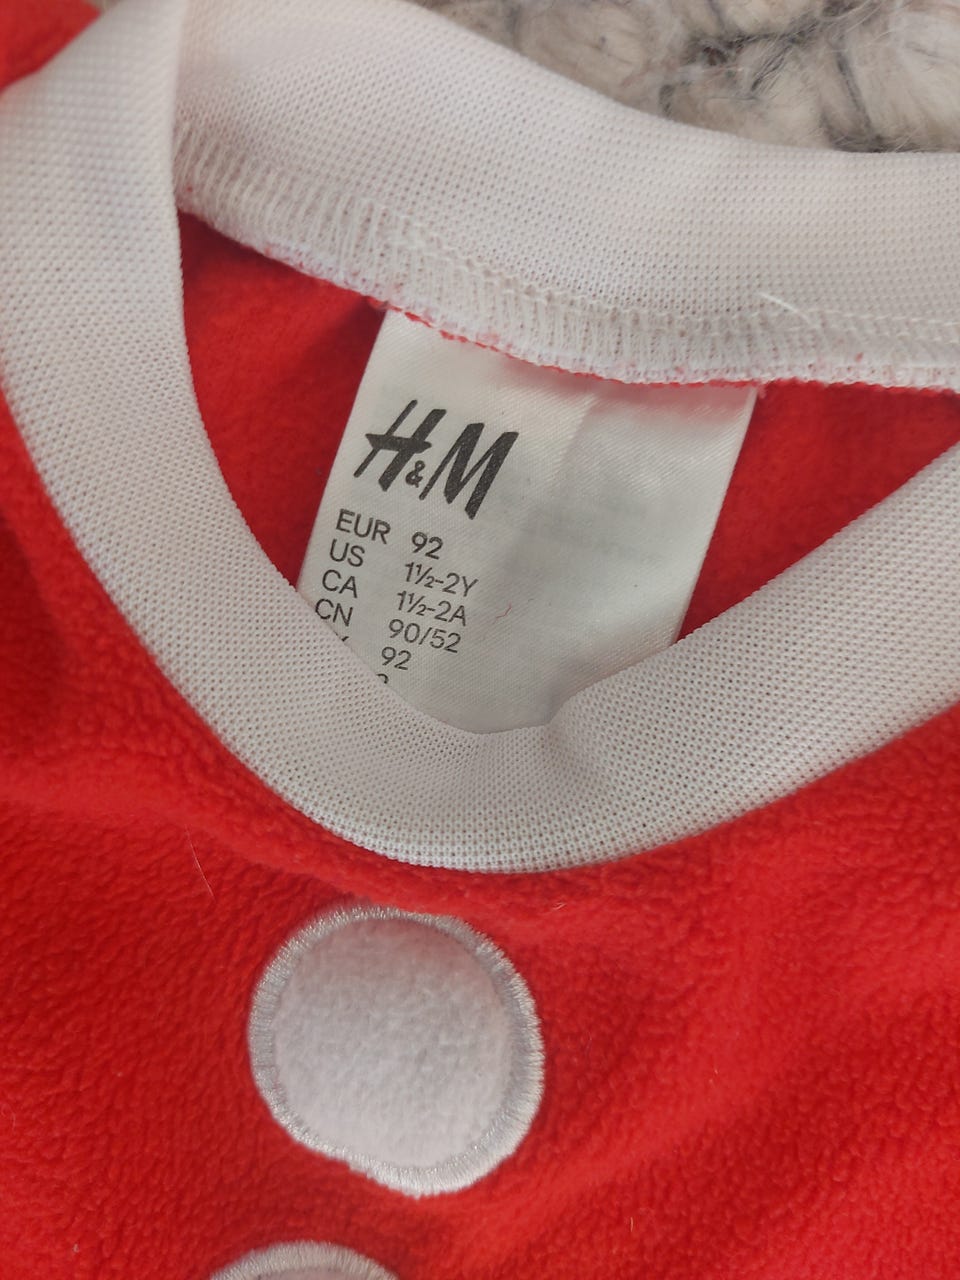 H&M
EUR 92
US 1½-2Y
CA 1½-2A
CN 90/52
92